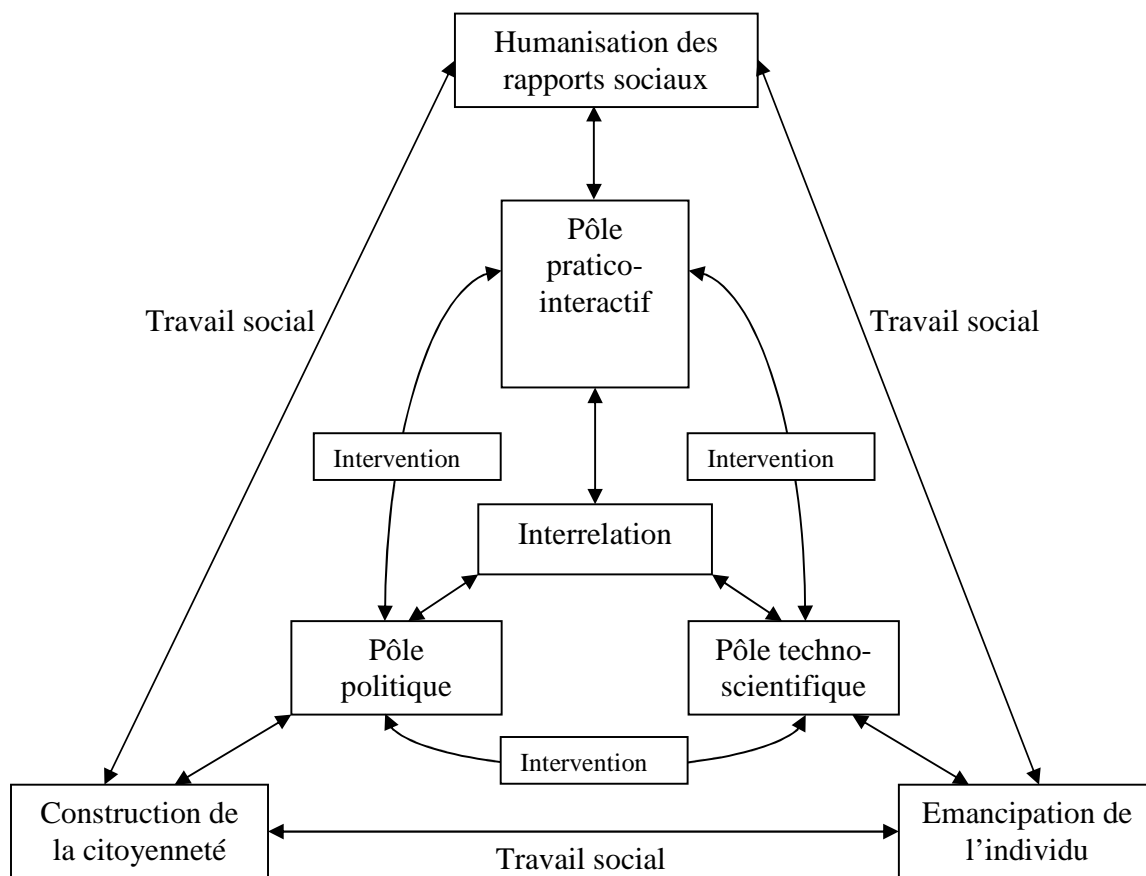 Humanisation des
rapports sociaux
Pôle
pratico-
interactif
Travail social
Travail social
Intervention
Intervention
Interrelation
Pôle
politique
Pôle techno-
scientifique
Intervention
Construction de
la citoyenneté
Emancipation de
l'individu
Travail social